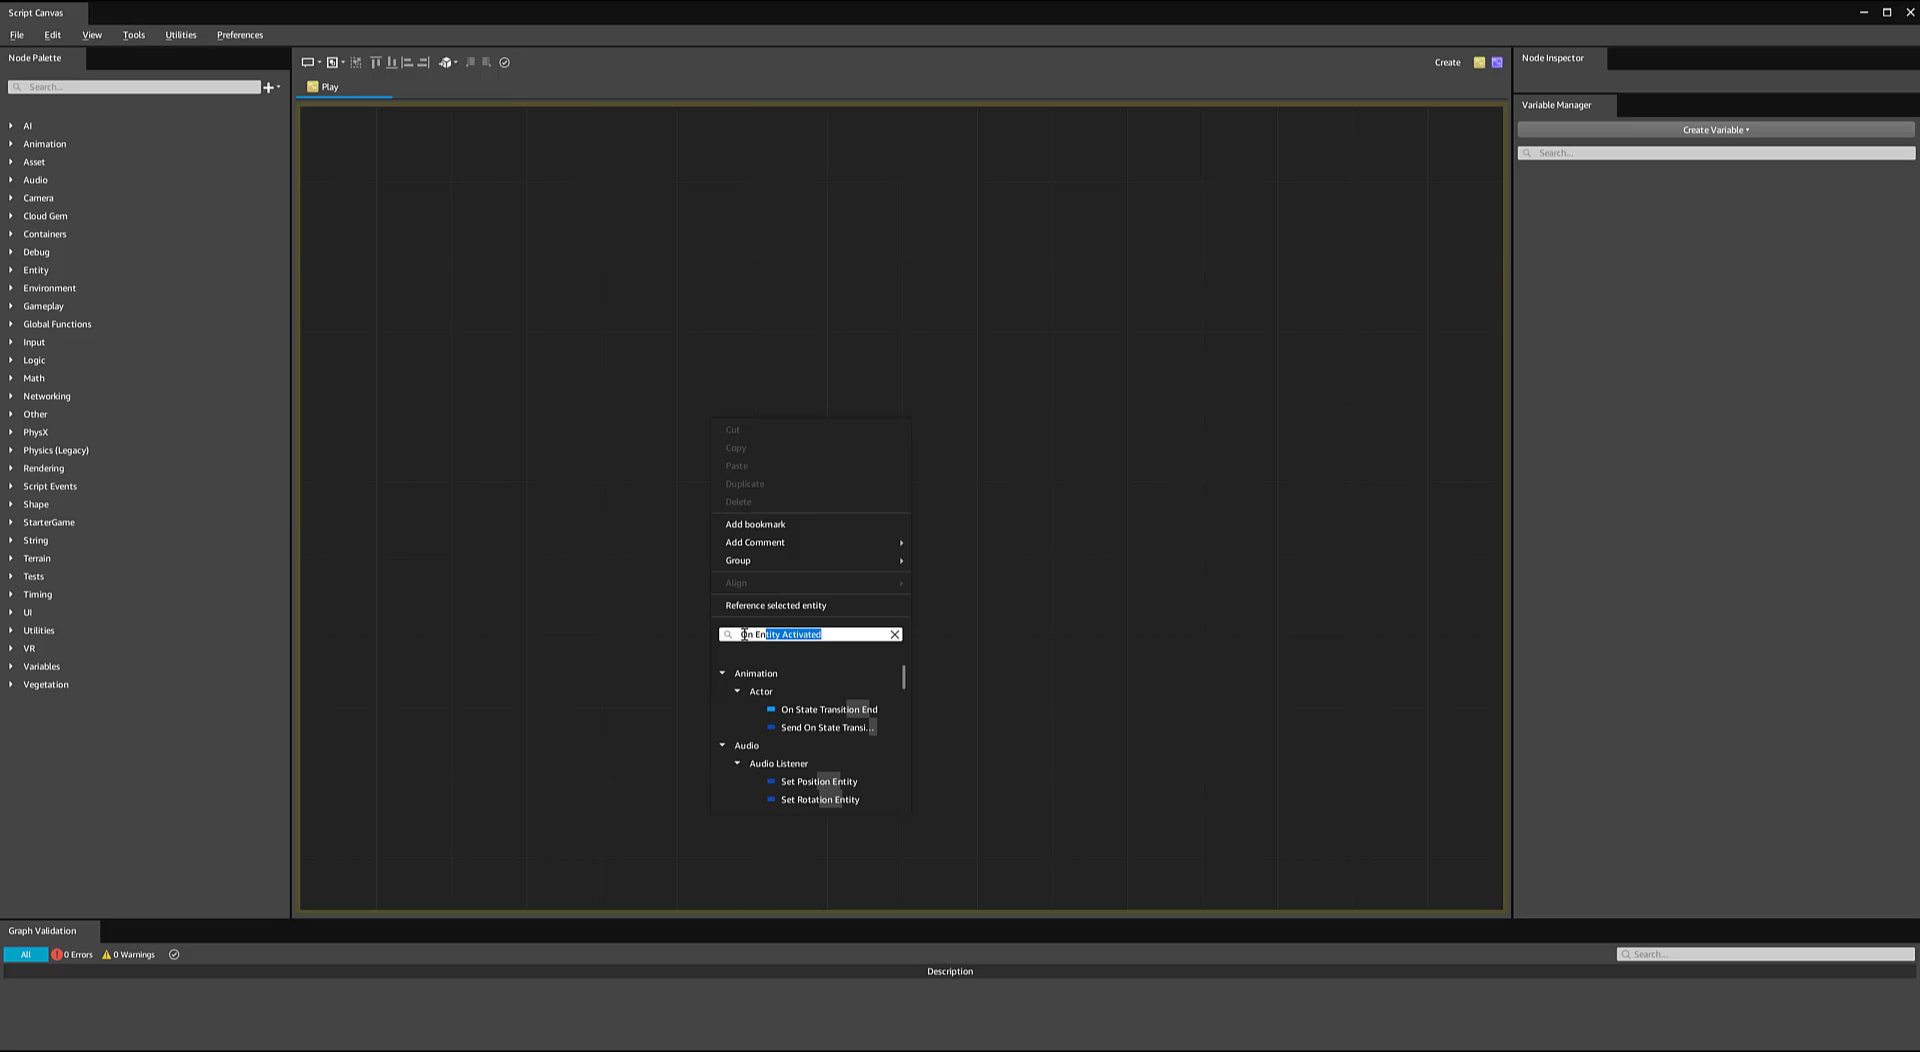 Script Canvas
File Edit View Tools Utilities Preferences
Node Palette
Search...
AI
Animation
Asset
Audio
Camera
Cloud Gem
Containers
Debug
Entity
Environment
Gameplay
Global Functions
Input
Logic
Math
Networking
Other
PhysX
Physics (Legacy)
Rendering
Script Events
Shape
StarterGame
String
Terrain
Tests
Timing
UI
Utilities
VR
Variables
Vegetation
Create
Play
Cut
Copy
Paste
Duplicate
Delete
Add bookmark
Add Comment
Group
Align
Reference selected entity
On Entity Activated
Animation
Actor
On State Transition End
Send On State Transi...
Audio
Audio Listener
Set Position Entity
Set Rotation Entity
Node Inspector
Variable Manager
Create Variable
Search...
Graph Validation
All 0 Errors 0 Warnings
Search...
Description